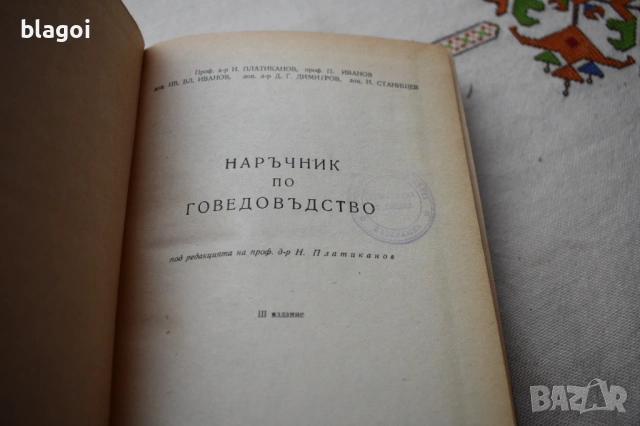 blagoi
Проф. д-р Н. ПЛАТИКАНОВ, проф. П. ИВАНОВ
доц. ИВ. ВЛ. ИВАНОВ, доц. д-р Д. Г. ДИМИТРОВ, доц. Н. СТАНИЩЕВ
НАРЪЧНИК
ПО
ГОВЕДОВЪДСТВО
под редакцията на проф. д-р Н. Платиканов
III издание
BAZAR